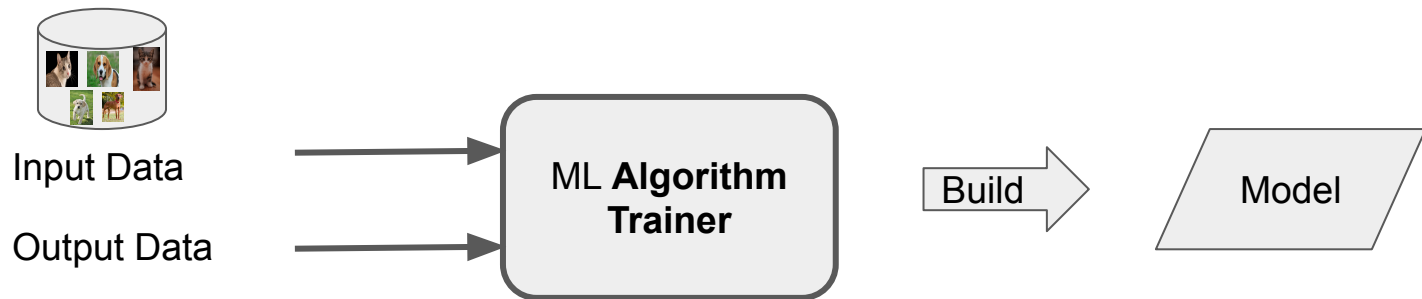 Input Data
Output Data
ML Algorithm
Trainer
Build
Model